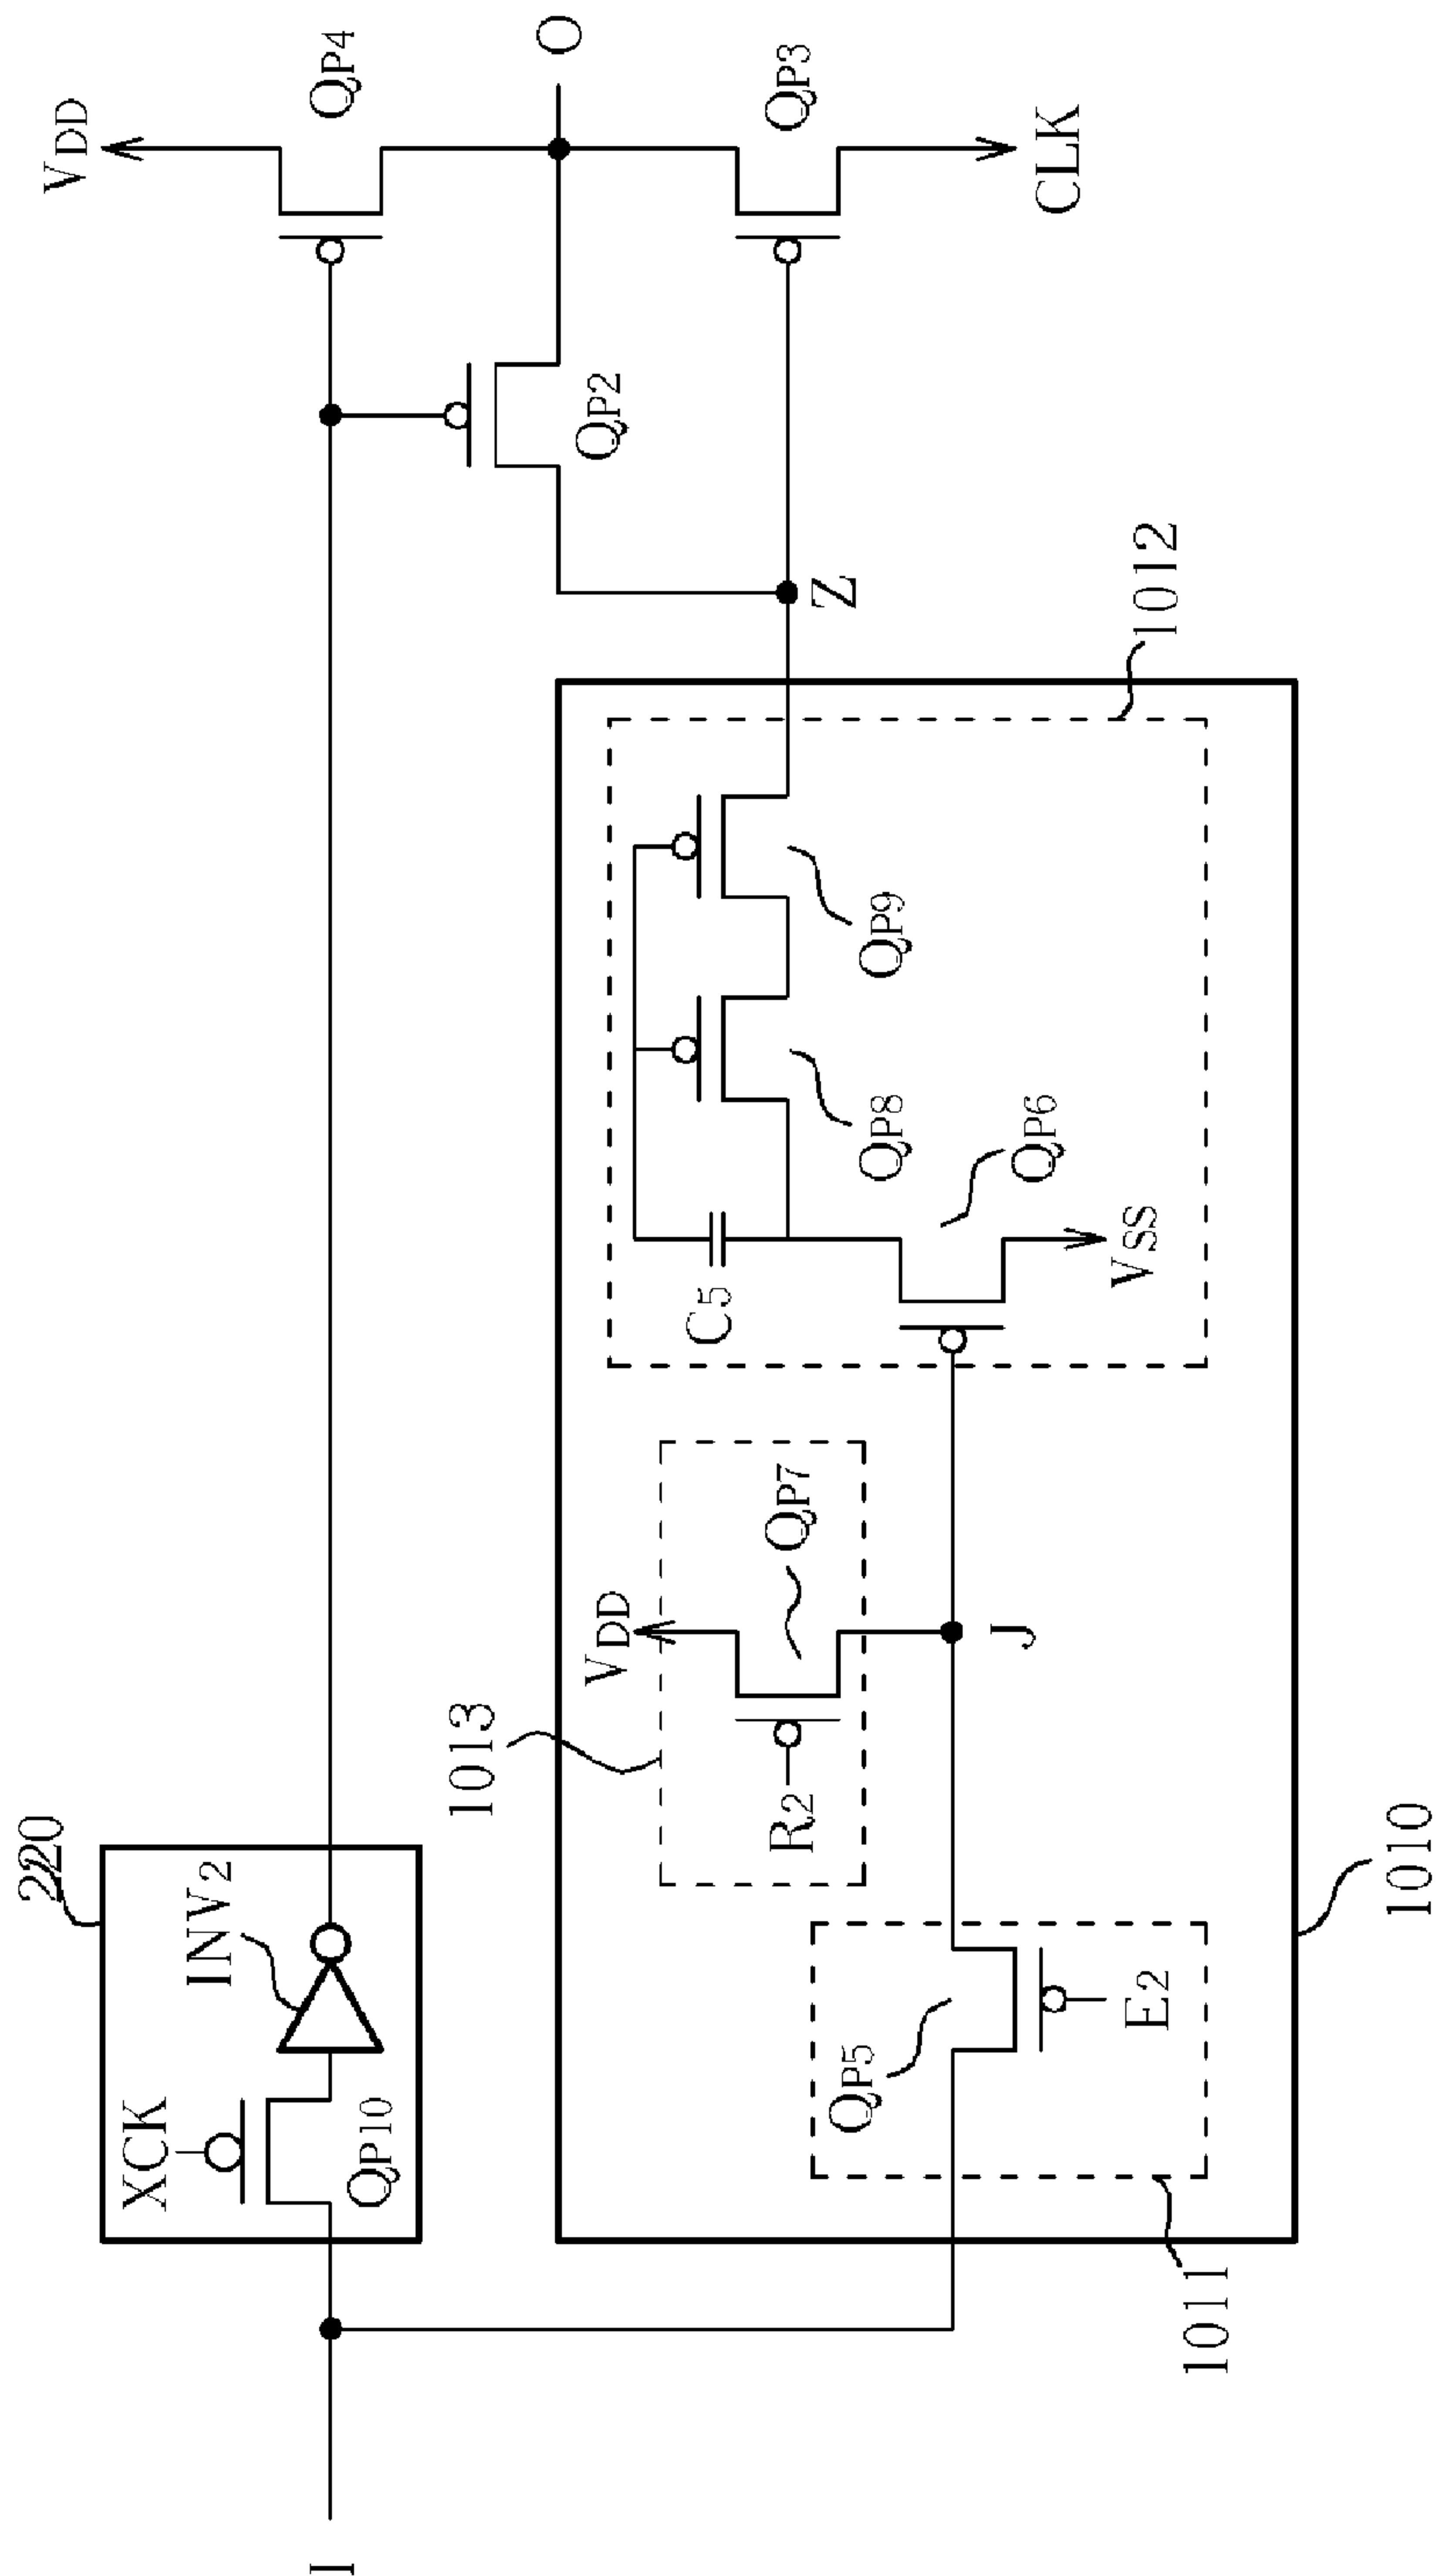 I
220
XCK
QP10
INV2
VDD
QP4
O
QP2
QP3
CLK
Z
1010
1011
QP5
E2
1013
R2
VDD
QP7
J
1012
C5
QP8
QP9
QP6
VSS